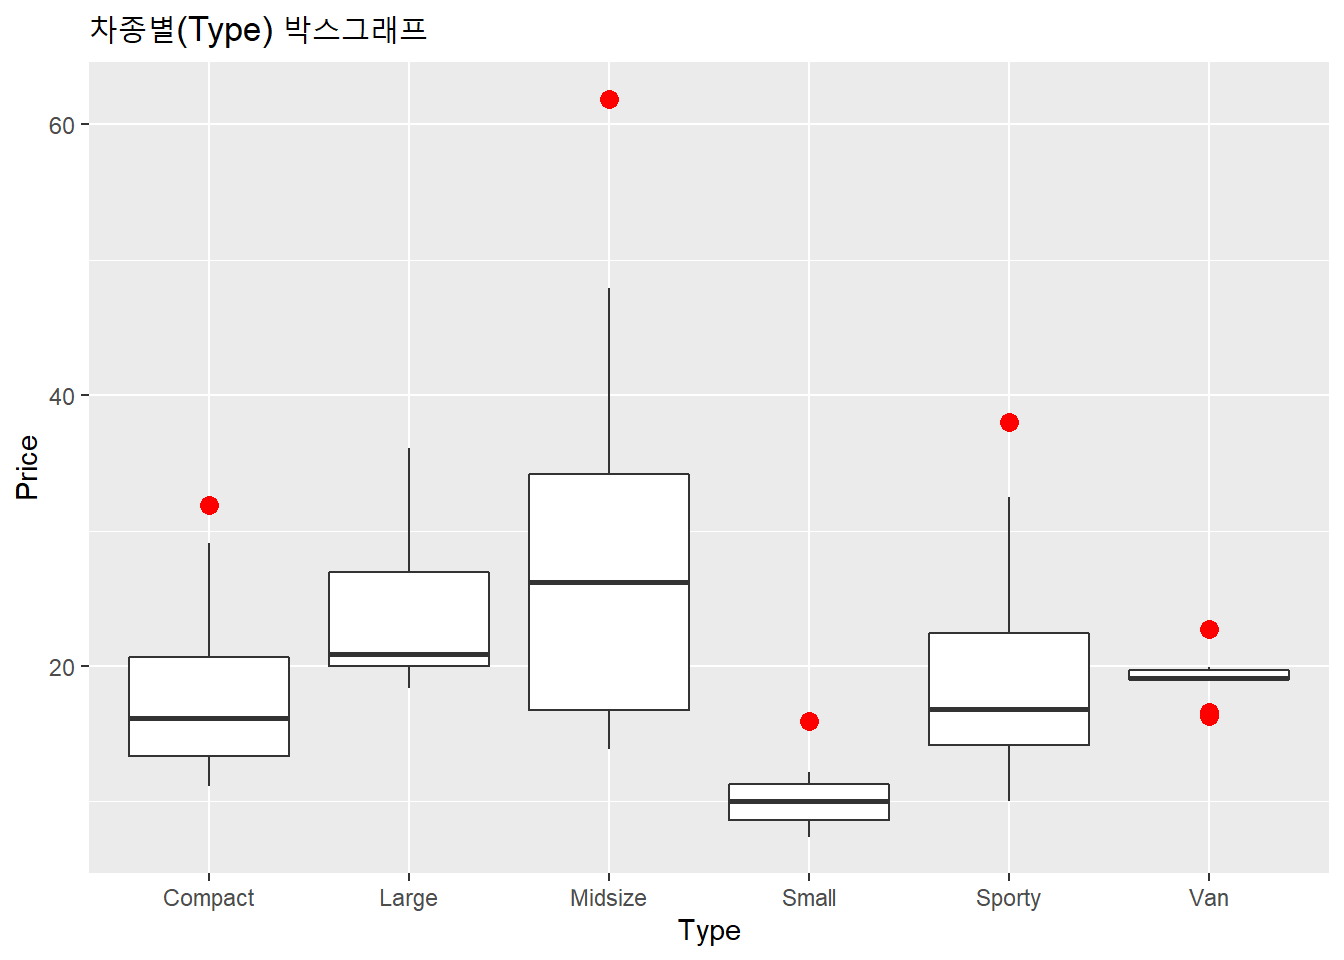 차종별(Type) 박스그래프
60
40
20
Price
Compact Large Midsize Small Sporty Van
Type